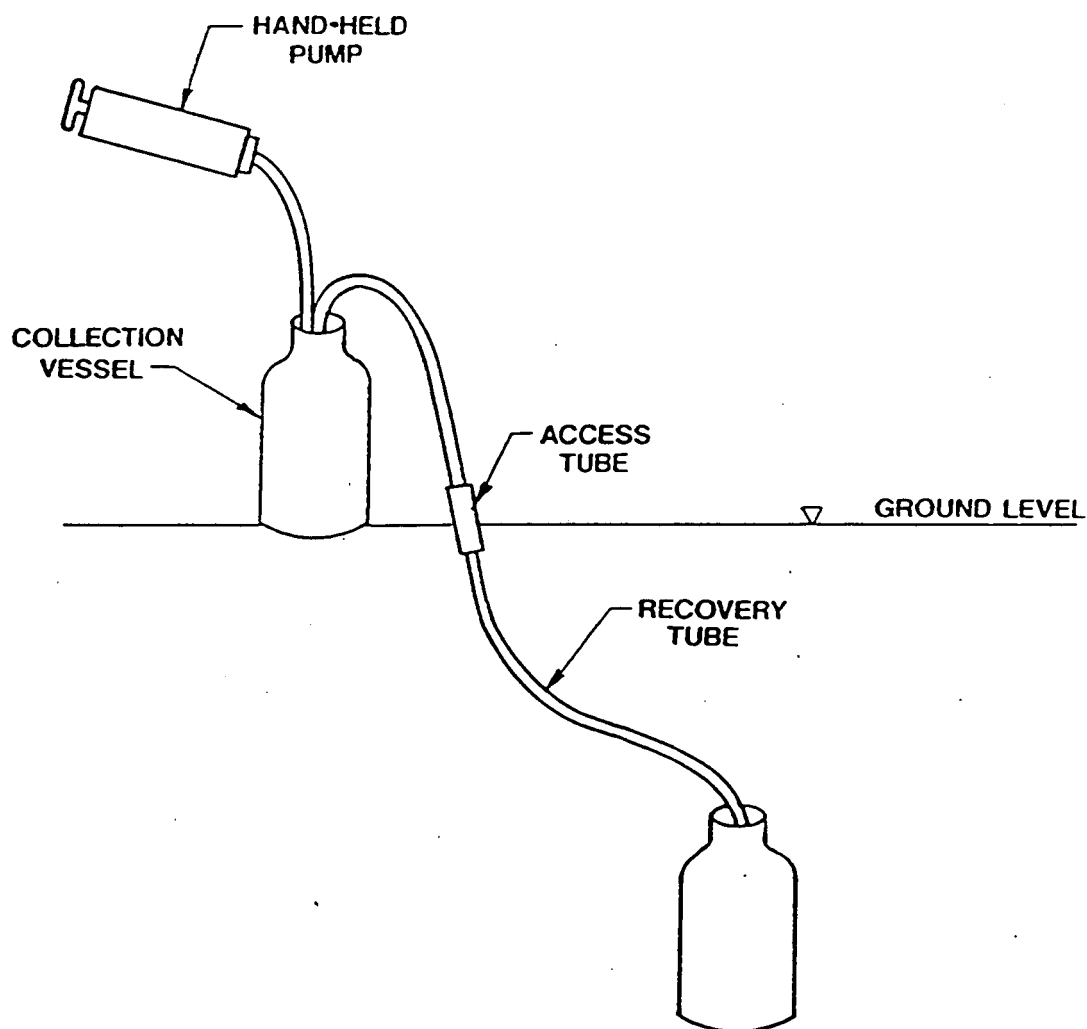 HAND-HELD
PUMP
COLLECTION
VESSEL
ACCESS
TUBE
GROUND LEVEL
RECOVERY
TUBE